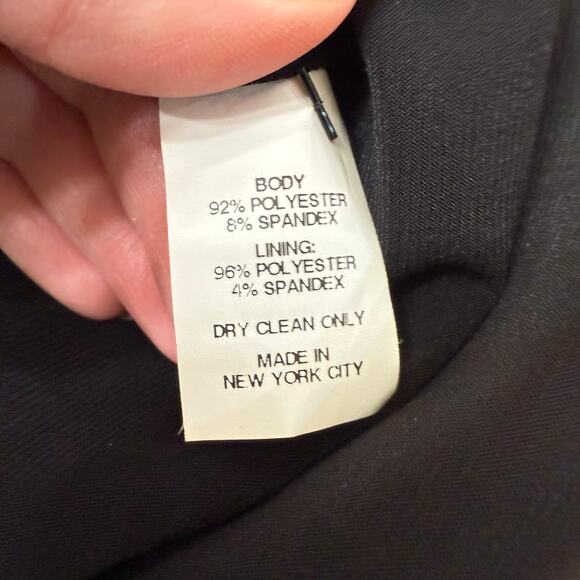 BODY
92% POLYESTER
8% SPANDEX
LINING:
96% POLYESTER
4% SPANDEX
DRY CLEAN ONLY
MADE IN
NEW YORK CITY